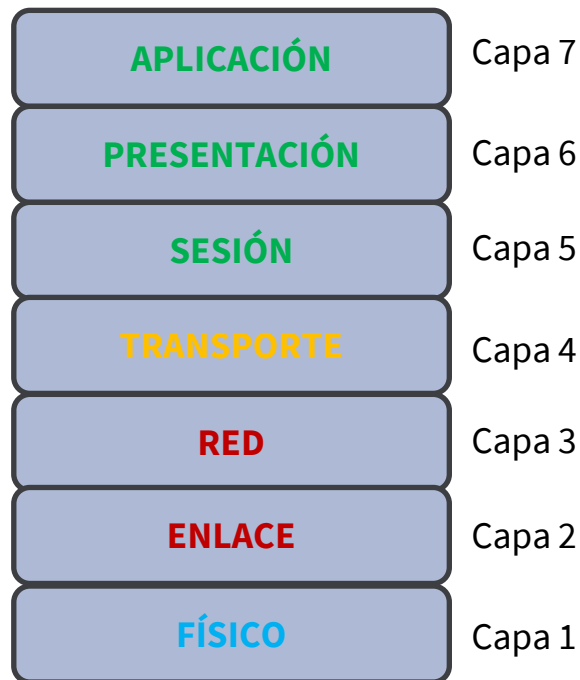 APLICACIÓN Capa 7
PRESENTACIÓN Capa 6
SESIÓN Capa 5
TRANSPORTE Capa 4
RED Capa 3
ENLACE Capa 2
FÍSICO Capa 1